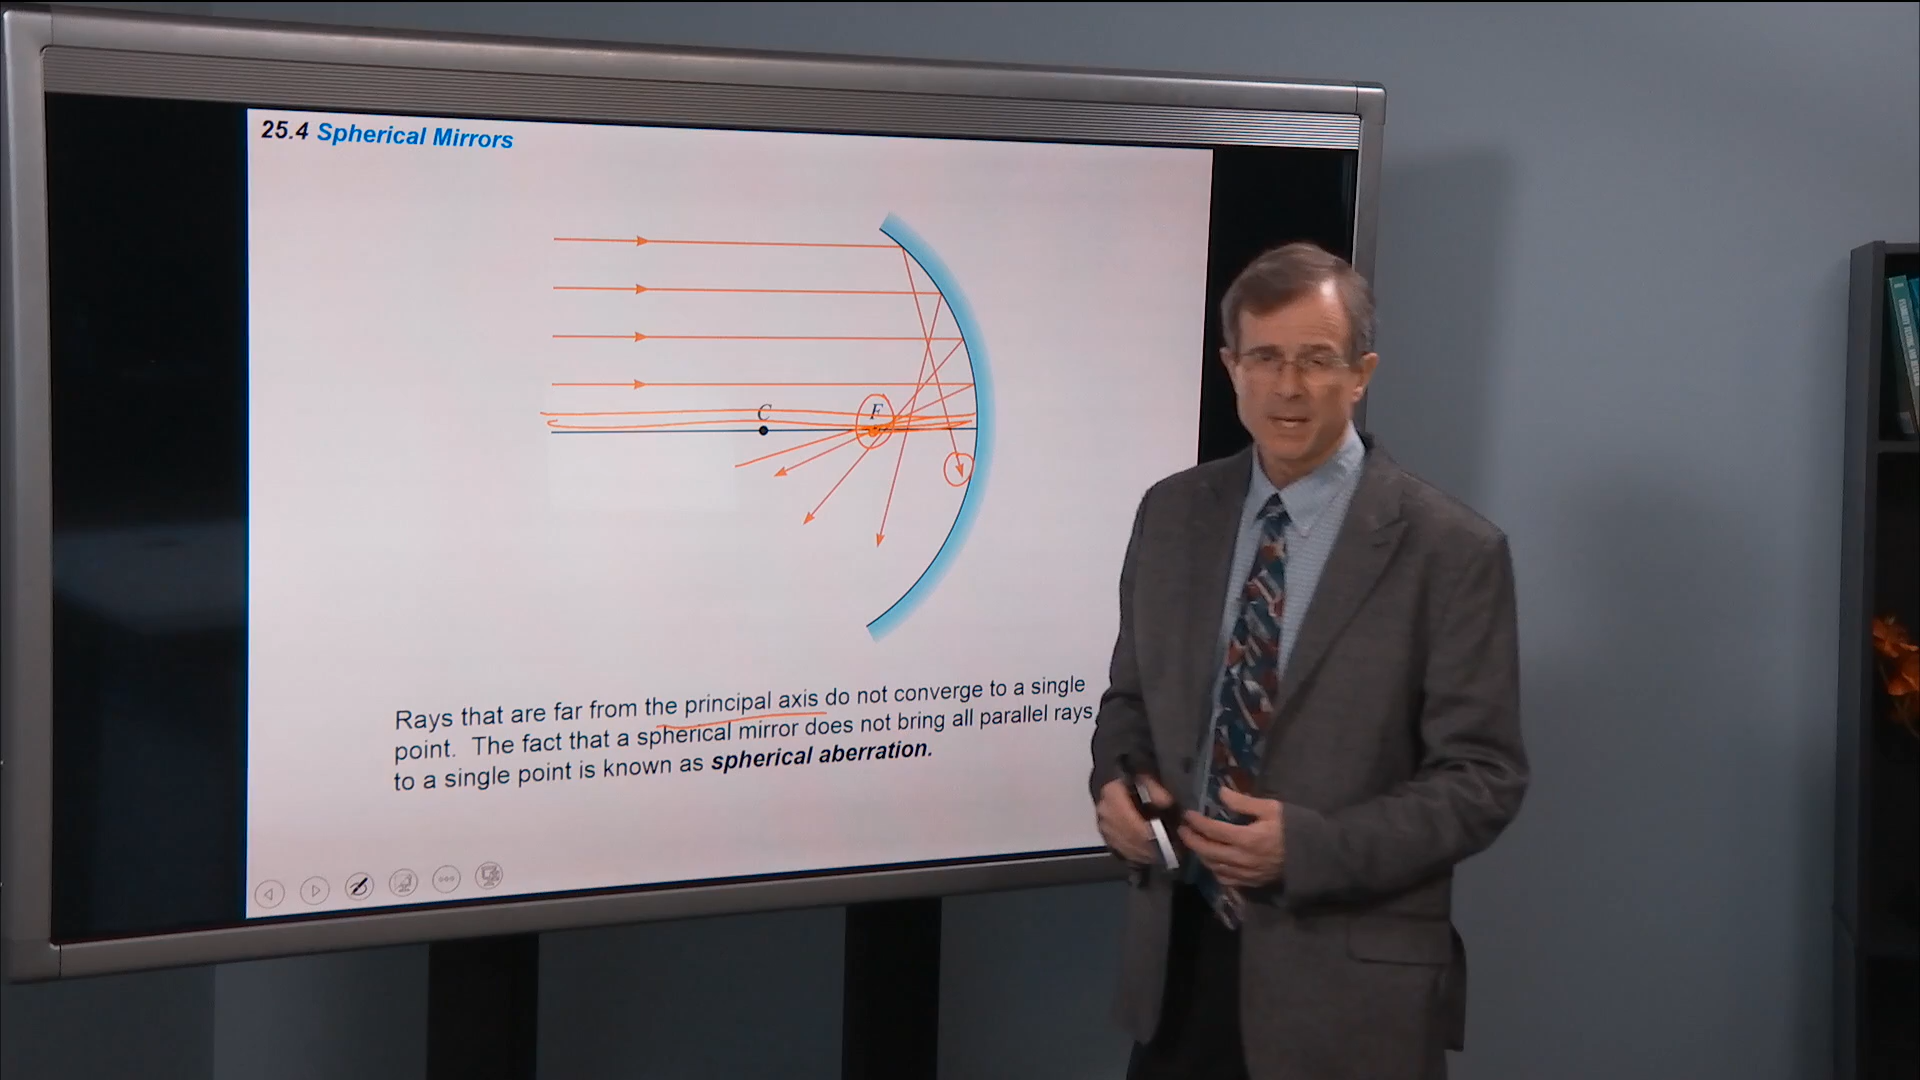 25.4 Spherical Mirrors
C
F
Rays that are far from the principal axis do not converge to a single
point. The fact that a spherical mirror does not bring all parallel rays
to a single point is known as spherical aberration.